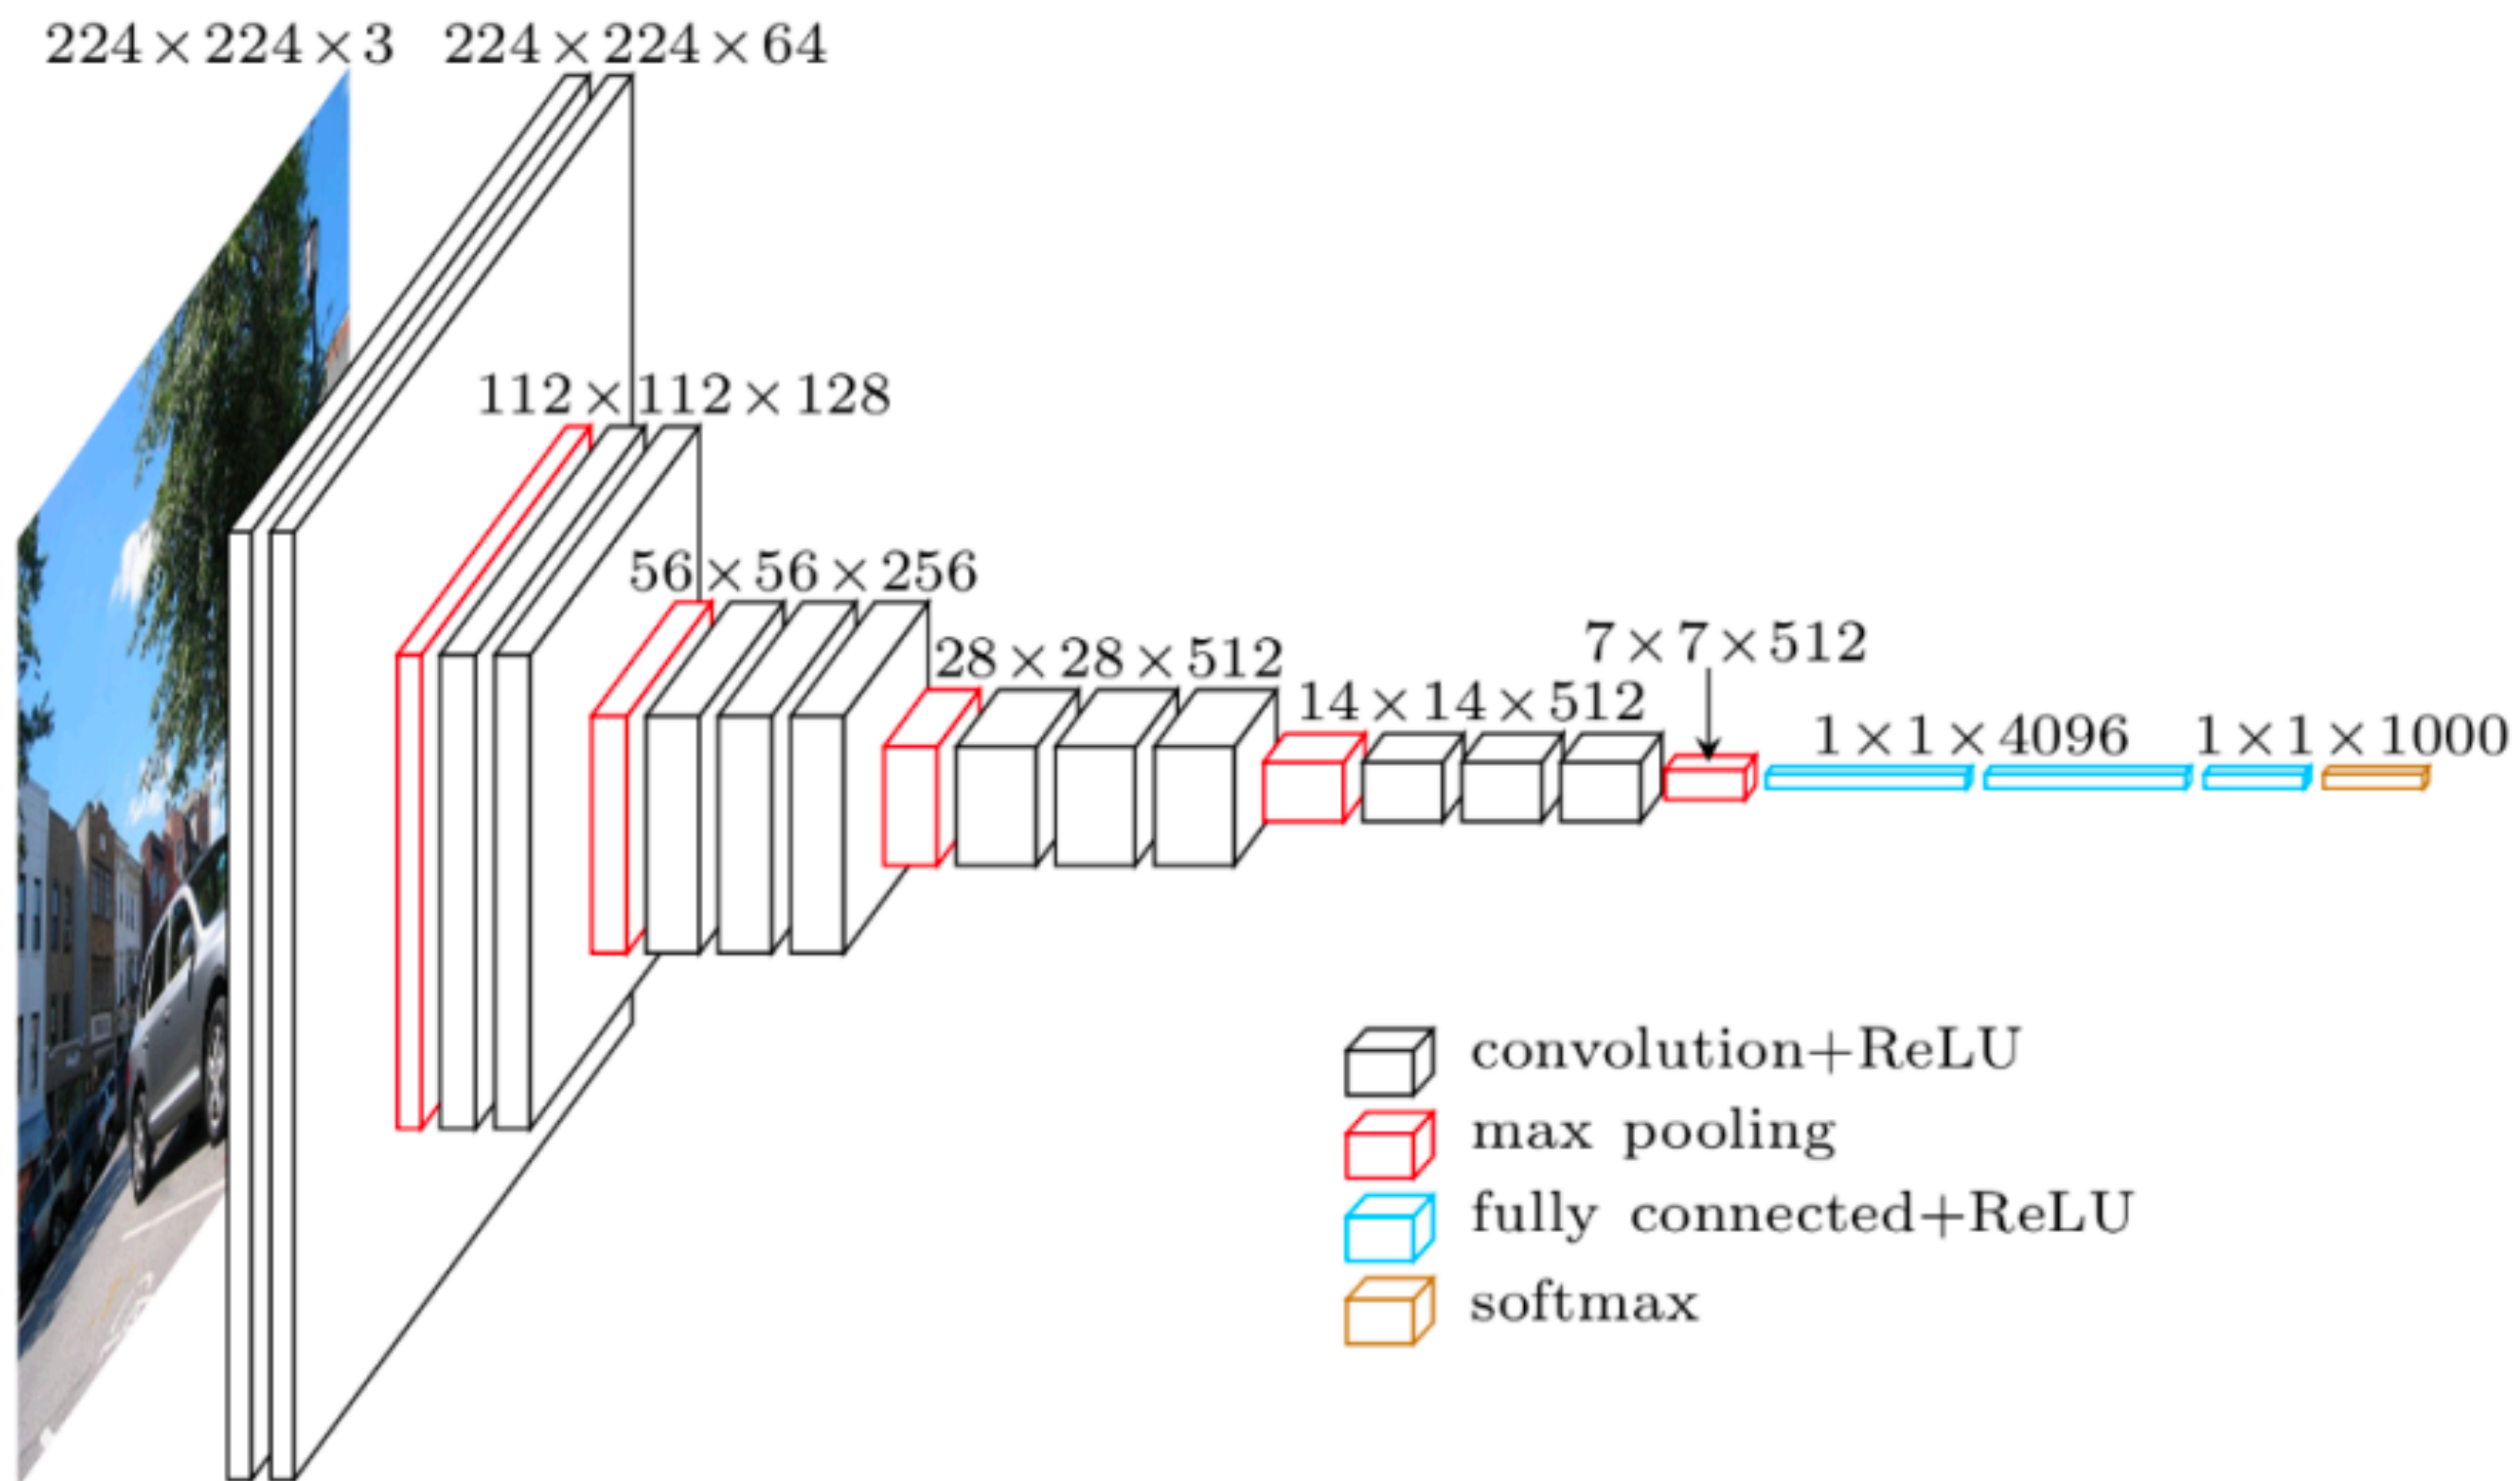 224×224×3
224×224×64
112×112×128
56×56×256
28×28×512
14×14×512
7×7×512
1×1×4096
1×1×1000
convolution+ReLU
max pooling
fully connected+ReLU
softmax